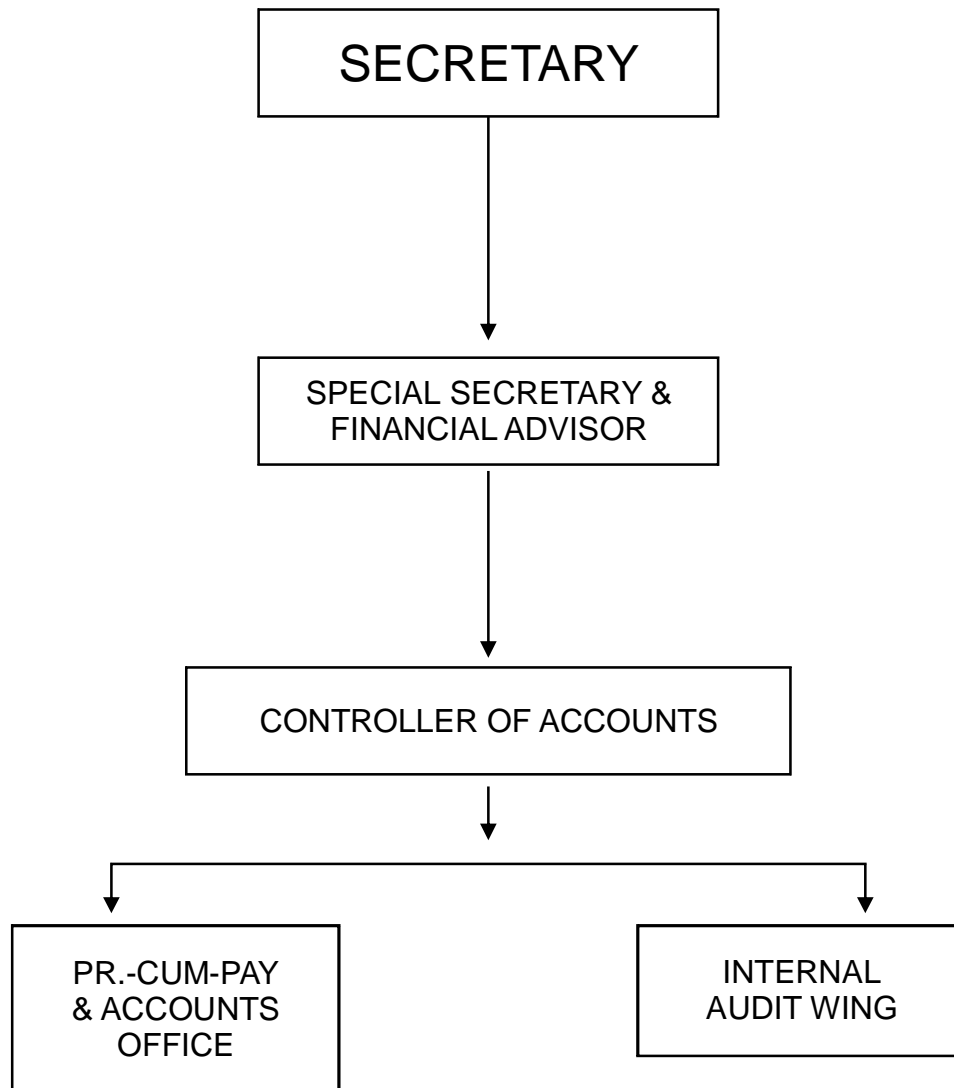 SECRETARY
SPECIAL SECRETARY &
FINANCIAL ADVISOR
CONTROLLER OF ACCOUNTS
PR.-CUM-PAY
& ACCOUNTS
OFFICE
INTERNAL
AUDIT WING